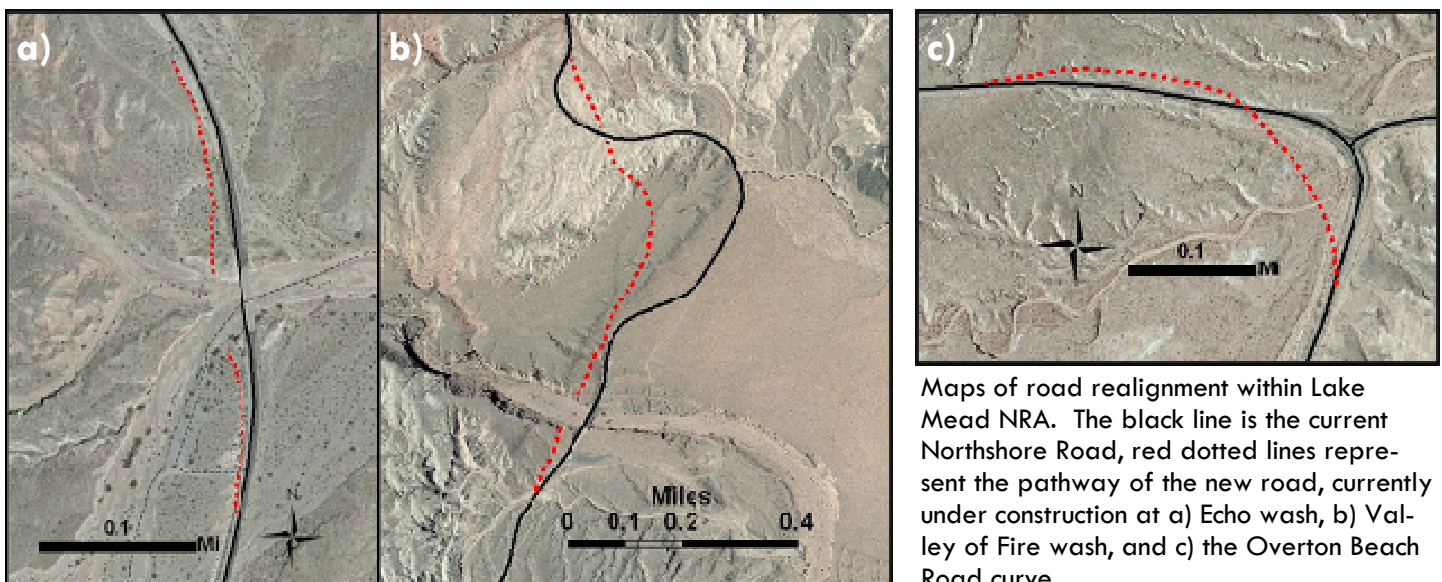 a)
b)
c)
N
0.1
Mi
0.1
Mi
N
Miles
0 0.1 0.2 0.4
Maps of road realignment within Lake
Mead NRA. The black line is the current
Northshore Road, red dotted lines repre-
sent the pathway of the new road, currently
under construction at a) Echo wash, b) Val-
ley of Fire wash, and c) the Overton Beach
Road curve